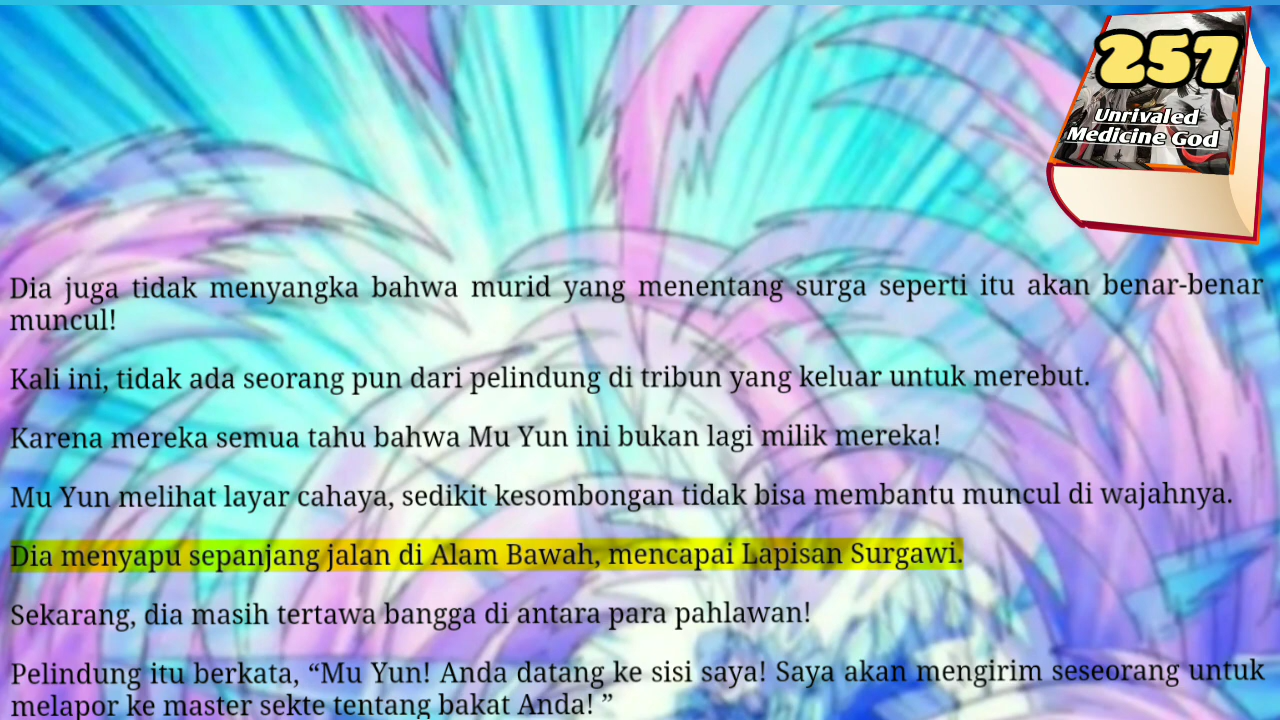 257
Unrivaled
Medicine God
Dia juga tidak menyangka bahwa murid yang menentang surga seperti itu akan benar-benar
muncul!
Kali ini, tidak ada seorang pun dari pelindung di tribun yang keluar untuk merebut.
Karena mereka semua tahu bahwa Mu Yun ini bukan lagi milik mereka!
Mu Yun melihat layar cahaya, sedikit kesombongan tidak bisa membantu muncul di wajahnya.
Dia menyapu sepanjang jalan di Alam Bawah, mencapai Lapisan Surgawi.
Sekarang, dia masih tertawa bangga di antara para pahlawan!
Pelindung itu berkata, “Mu Yun! Anda datang ke sisi saya! Saya akan mengirim seseorang untuk
melapor ke master sekte tentang bakat Anda! ”